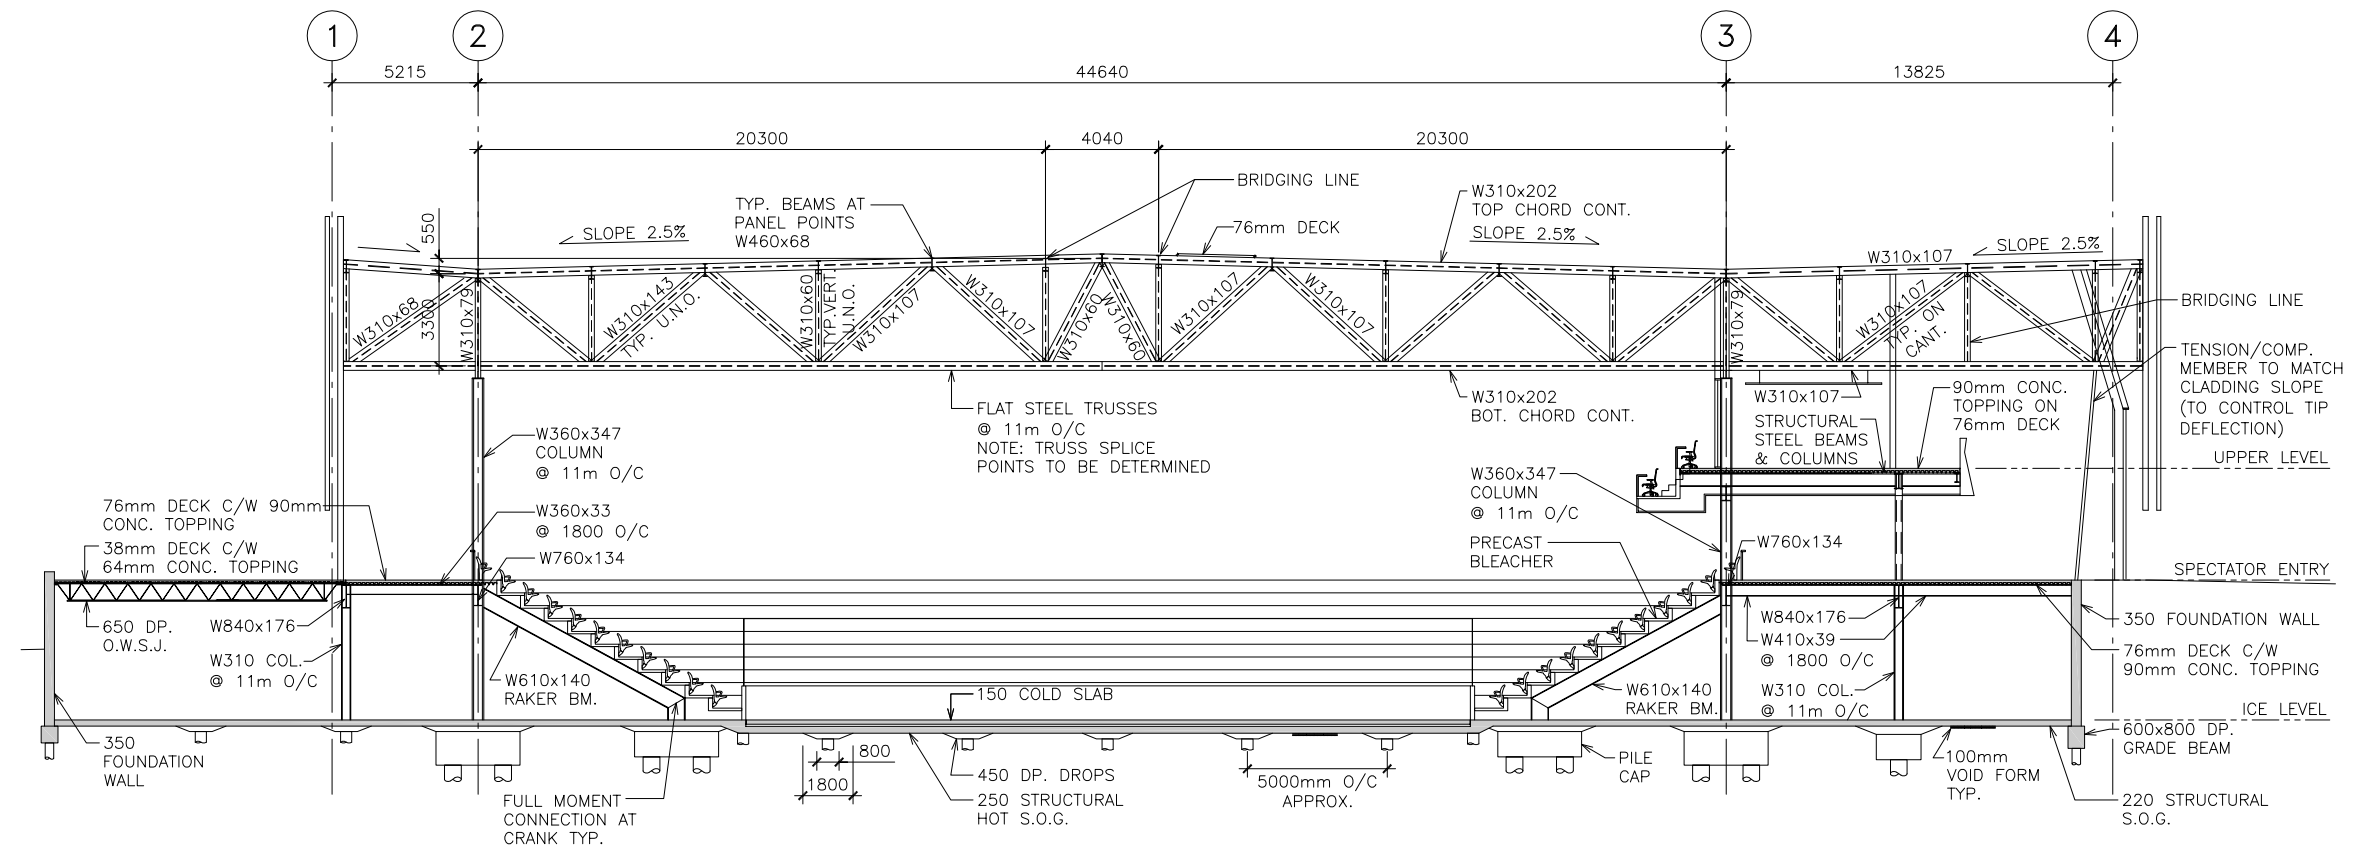 1
2
3
4
5215
44640
13825
20300
4040
20300
BRIDGING LINE
TYP. BEAMS AT
PANEL POINTS
W460x68
76mm DECK
W310x202
TOP CHORD CONT.
550
SLOPE 2.5%
SLOPE 2.5%
SLOPE 2.5%
W310x107
3300
W310x68
W310x79
W310x143
TYP. U.N.O.
W310x60
TYP.VERT.
U.N.O.
W310x107
W310x107
W310x60
W310x60
W310x107
W310x107
W310x79
W310x107
TYP. ON
CANT.
BRIDGING LINE
TENSION/COMP.
MEMBER TO MATCH
CLADDING SLOPE
(TO CONTROL TIP
DEFLECTION)
FLAT STEEL TRUSSES
@ 11m O/C
NOTE: TRUSS SPLICE
POINTS TO BE DETERMINED
W310x202
BOT. CHORD CONT.
W310x107
90mm CONC.
TOPPING ON
76mm DECK
STRUCTURAL
STEEL BEAMS
& COLUMNS
UPPER LEVEL
W360x347
COLUMN
@ 11m O/C
W360x347
COLUMN
@ 11m O/C
76mm DECK C/W 90mm
CONC. TOPPING
38mm DECK C/W
64mm CONC. TOPPING
W360x33
@ 1800 O/C
W760x134
PRECAST
BLEACHER
W760x134
SPECTATOR ENTRY
650 DP.
O.W.S.J.
W840x176
W310 COL.
@ 11m O/C
W610x140
RAKER BM.
150 COLD SLAB
W610x140
RAKER BM.
W840x176
W410x39
@ 1800 O/C
W310 COL.
@ 11m O/C
350 FOUNDATION WALL
76mm DECK C/W
90mm CONC. TOPPING
ICE LEVEL
350
FOUNDATION
WALL
600x800 DP.
GRADE BEAM
800
1800
450 DP. DROPS
250 STRUCTURAL
HOT S.O.G.
5000mm O/C
APPROX.
PILE
CAP
100mm
VOID FORM
TYP.
220 STRUCTURAL
S.O.G.
FULL MOMENT
CONNECTION AT
CRANK TYP.